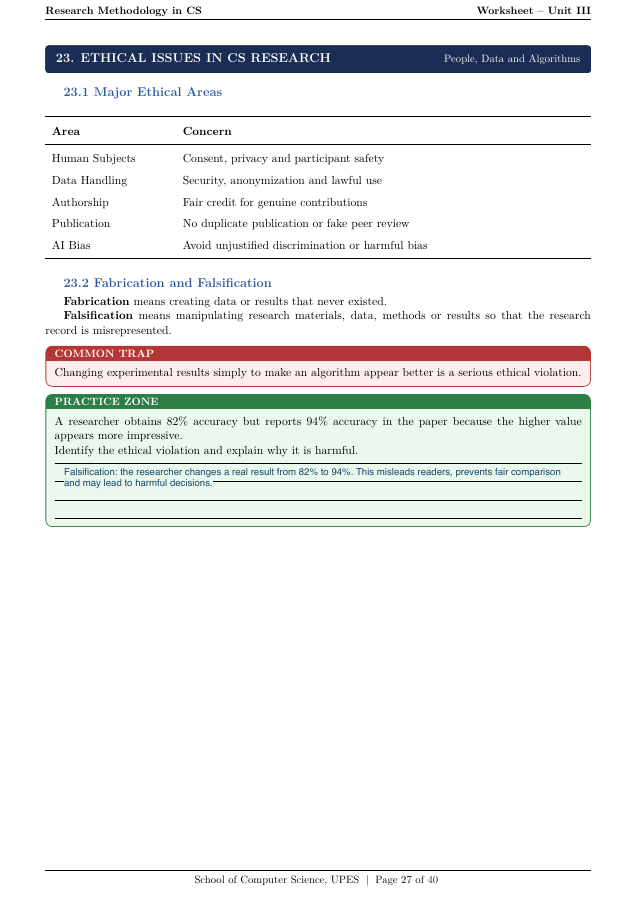 Research Methodology in CS Worksheet – Unit III
23. ETHICAL ISSUES IN CS RESEARCH People, Data and Algorithms
23.1 Major Ethical Areas
Area Concern
Human Subjects Consent, privacy and participant safety
Data Handling Security, anonymization and lawful use
Authorship Fair credit for genuine contributions
Publication No duplicate publication or fake peer review
AI Bias Avoid unjustified discrimination or harmful bias
23.2 Fabrication and Falsification
Fabrication means creating data or results that never existed.
Falsification means manipulating research materials, data, methods or results so that the research
record is misrepresented.
COMMON TRAP
Changing experimental results simply to make an algorithm appear better is a serious ethical violation.
PRACTICE ZONE
A researcher obtains 82% accuracy but reports 94% accuracy in the paper because the higher value
appears more impressive.
Identify the ethical violation and explain why it is harmful.
Falsification: the researcher changes a real result from 82% to 94%. This misleads readers, prevents fair comparison
and may lead to harmful decisions.
School of Computer Science, UPES | Page 27 of 40